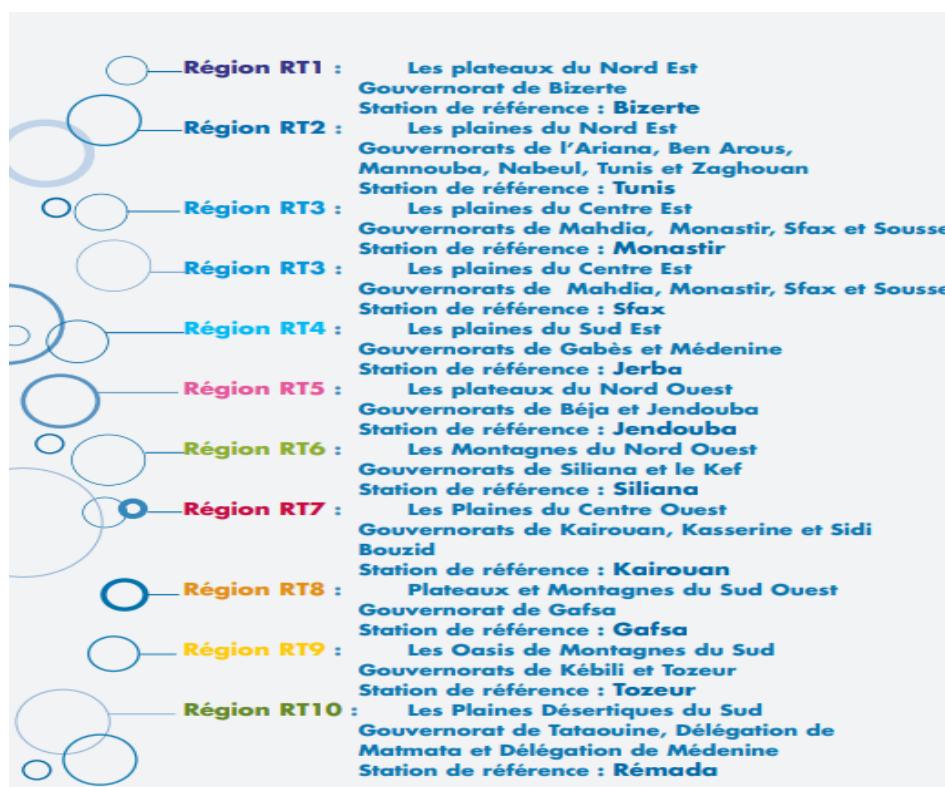 Région RT1 : Les plateaux du Nord Est
Gouvernorat de Bizerte
Station de référence : Bizerte
Région RT2 : Les plaines du Nord Est
Gouvernorats de l'Ariana, Ben Arous,
Mannouba, Nabeul, Tunis et Zaghouan
Station de référence : Tunis
Région RT3 : Les plaines du Centre Est
Gouvernorats de Mahdia, Monastir, Sfax et Sousse
Station de référence : Monastir
Région RT3 : Les plaines du Centre Est
Gouvernorats de Mahdia, Monastir, Sfax et Sousse
Station de référence : Sfax
Région RT4 : Les plaines du Sud Est
Gouvernorats de Gabès et Médenine
Station de référence : Jerba
Région RT5 : Les plateaux du Nord Ouest
Gouvernorats de Béja et Jendouba
Station de référence : Jendouba
Région RT6 : Les Montagnes du Nord Ouest
Gouvernorats de Siliana et le Kef
Station de référence : Siliana
Région RT7 : Les Plaines du Centre Ouest
Gouvernorats de Kairouan, Kasserine et Sidi
Bouzid
Station de référence : Kairouan
Région RT8 : Plateaux et Montagnes du Sud Ouest
Gouvernorat de Gafsa
Station de référence : Gafsa
Région RT9 : Les Oasis de Montagnes du Sud
Gouvernorats de Kébili et Tozeur
Station de référence : Tozeur
Région RT10 : Les Plaines Désertiques du Sud
Gouvernorat de Tataouine, Délégation de
Matmata et Délégation de Médenine
Station de référence : Rémada